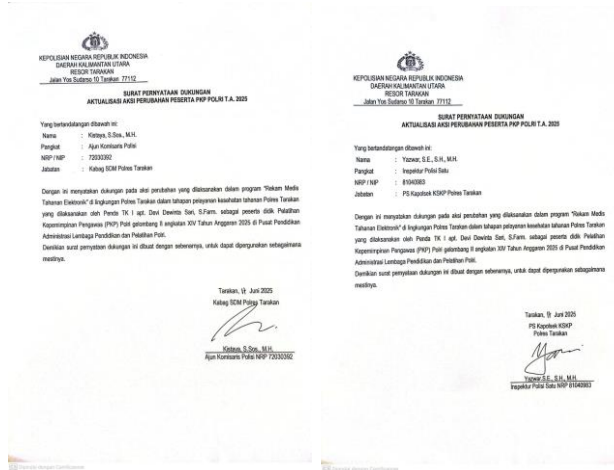 KEPOLISIAN NEGARA REPUBLIK INDONESIA
DAERAH KALIMANTAN UTARA
RESOR TARAKAN
Jalan Yos Sudarso 10 Tarakan 77112
SURAT PERNYATAAN DUKUNGAN
AKTUALISASI AKSI PERUBAHAN PESERTA PKP POLRI T.A. 2025
Yang bertandatangan dibawah ini:
Nama : Kistaya, S.Sos., M.H.
Pangkat : Ajun Komisaris Polisi
NRP / NIP : 72030392
Jabatan : Kabag SDM Polres Tarakan
Dengan ini menyatakan dukungan pada aksi perubahan yang dilaksanakan dalam program "Rekam Medis
Tahanan Elektronik" di lingkungan Polres Tarakan dalam tahapan pelayanan kesehatan tahanan Polres Tarakan
yang dilaksanakan oleh Penda TK I apt. Devi Dewinta Sari, S.Farm. sebagai peserta didik Pelatihan
Kepemimpinan Pengawas (PKP) Polri gelombang II angkatan XIV Tahun Anggaran 2025 di Pusat Pendidikan
Administrasi Lembaga Pendidikan dan Pelatihan Polri.
Demikian surat pernyataan dukungan ini dibuat dengan sebenarnya, untuk dapat dipergunakan sebagaimana
mestinya.
Tarakan, Juni 2025
Kabag SDM Polres Tarakan
Kistaya, S.Sos., M.H.
Ajun Komisaris Polisi NRP 72030392
KEPOLISIAN NEGARA REPUBLIK INDONESIA
DAERAH KALIMANTAN UTARA
RESOR TARAKAN
Jalan Yos Sudarso 10 Tarakan 77112
SURAT PERNYATAAN DUKUNGAN
AKTUALISASI AKSI PERUBAHAN PESERTA PKP POLRI T.A. 2025
Yang bertandatangan dibawah ini:
Nama : Yazwar, S.E., S.H., M.H.
Pangkat : Inspektur Polisi Satu
NRP / NIP : 81040983
Jabatan : PS Kapolsek KSKP Polres Tarakan
Dengan ini menyatakan dukungan pada aksi perubahan yang dilaksanakan dalam program "Rekam Medis
Tahanan Elektronik" di lingkungan Polres Tarakan dalam tahapan pelayanan kesehatan tahanan Polres Tarakan
yang dilaksanakan oleh Penda TK I apt. Devi Dewinta Sari, S.Farm. sebagai peserta didik Pelatihan
Kepemimpinan Pengawas (PKP) Polri gelombang II angkatan XIV Tahun Anggaran 2025 di Pusat Pendidikan
Administrasi Lembaga Pendidikan dan Pelatihan Polri.
Demikian surat pernyataan dukungan ini dibuat dengan sebenarnya, untuk dapat dipergunakan sebagaimana
mestinya.
Tarakan, Juni 2025
PS Kapolsek KSKP
Polres Tarakan
Yazwar,S.E., S.H., M.H.
Inspektur Polisi Satu NRP 81040983